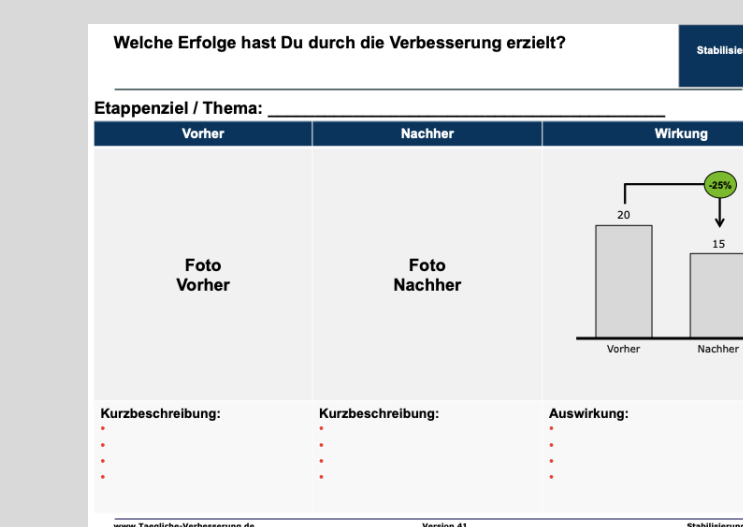 Welche Erfolge hast Du durch die Verbesserung erzielt?
Stabilisie
Etappenziel / Thema: 
Vorher
Nachher
Wirkung
Foto
Vorher
Foto
Nachher
-25%
20
15
Vorher
Nachher
Kurzbeschreibung:
Kurzbeschreibung:
Auswirkung:
www.Taegliche-Verbesserung.de
Version 41
Stabilisierung